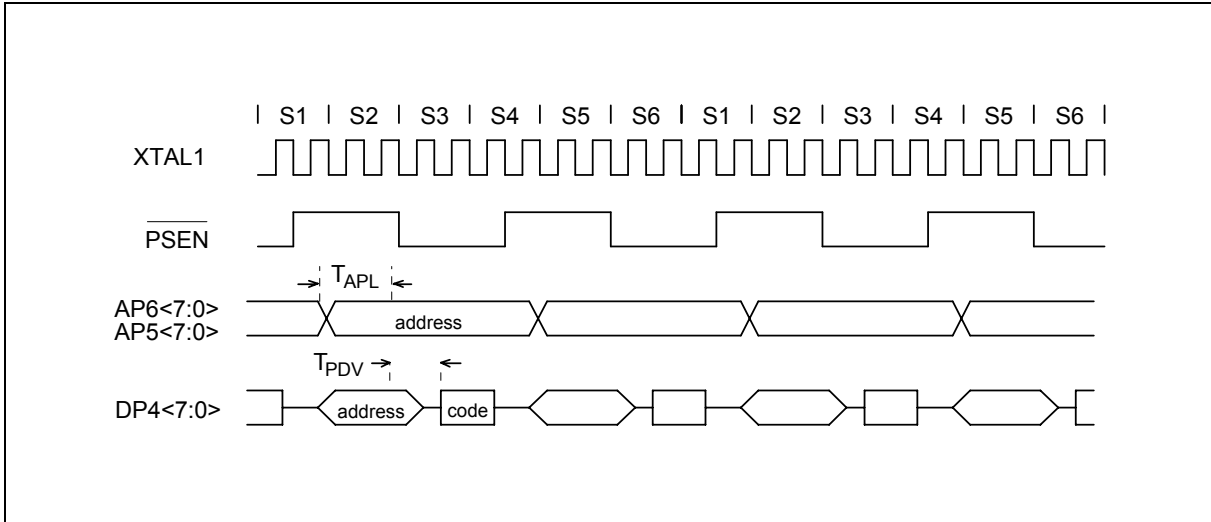 | S1 | S2 | S3 | S4 | S5 | S6 | S1 | S2 | S3 | S4 | S5 | S6 |
XTAL1
PSEN
TAPL
AP6<7:0>
AP5<7:0>
address
TPDV
DP4<7:0>
address
code